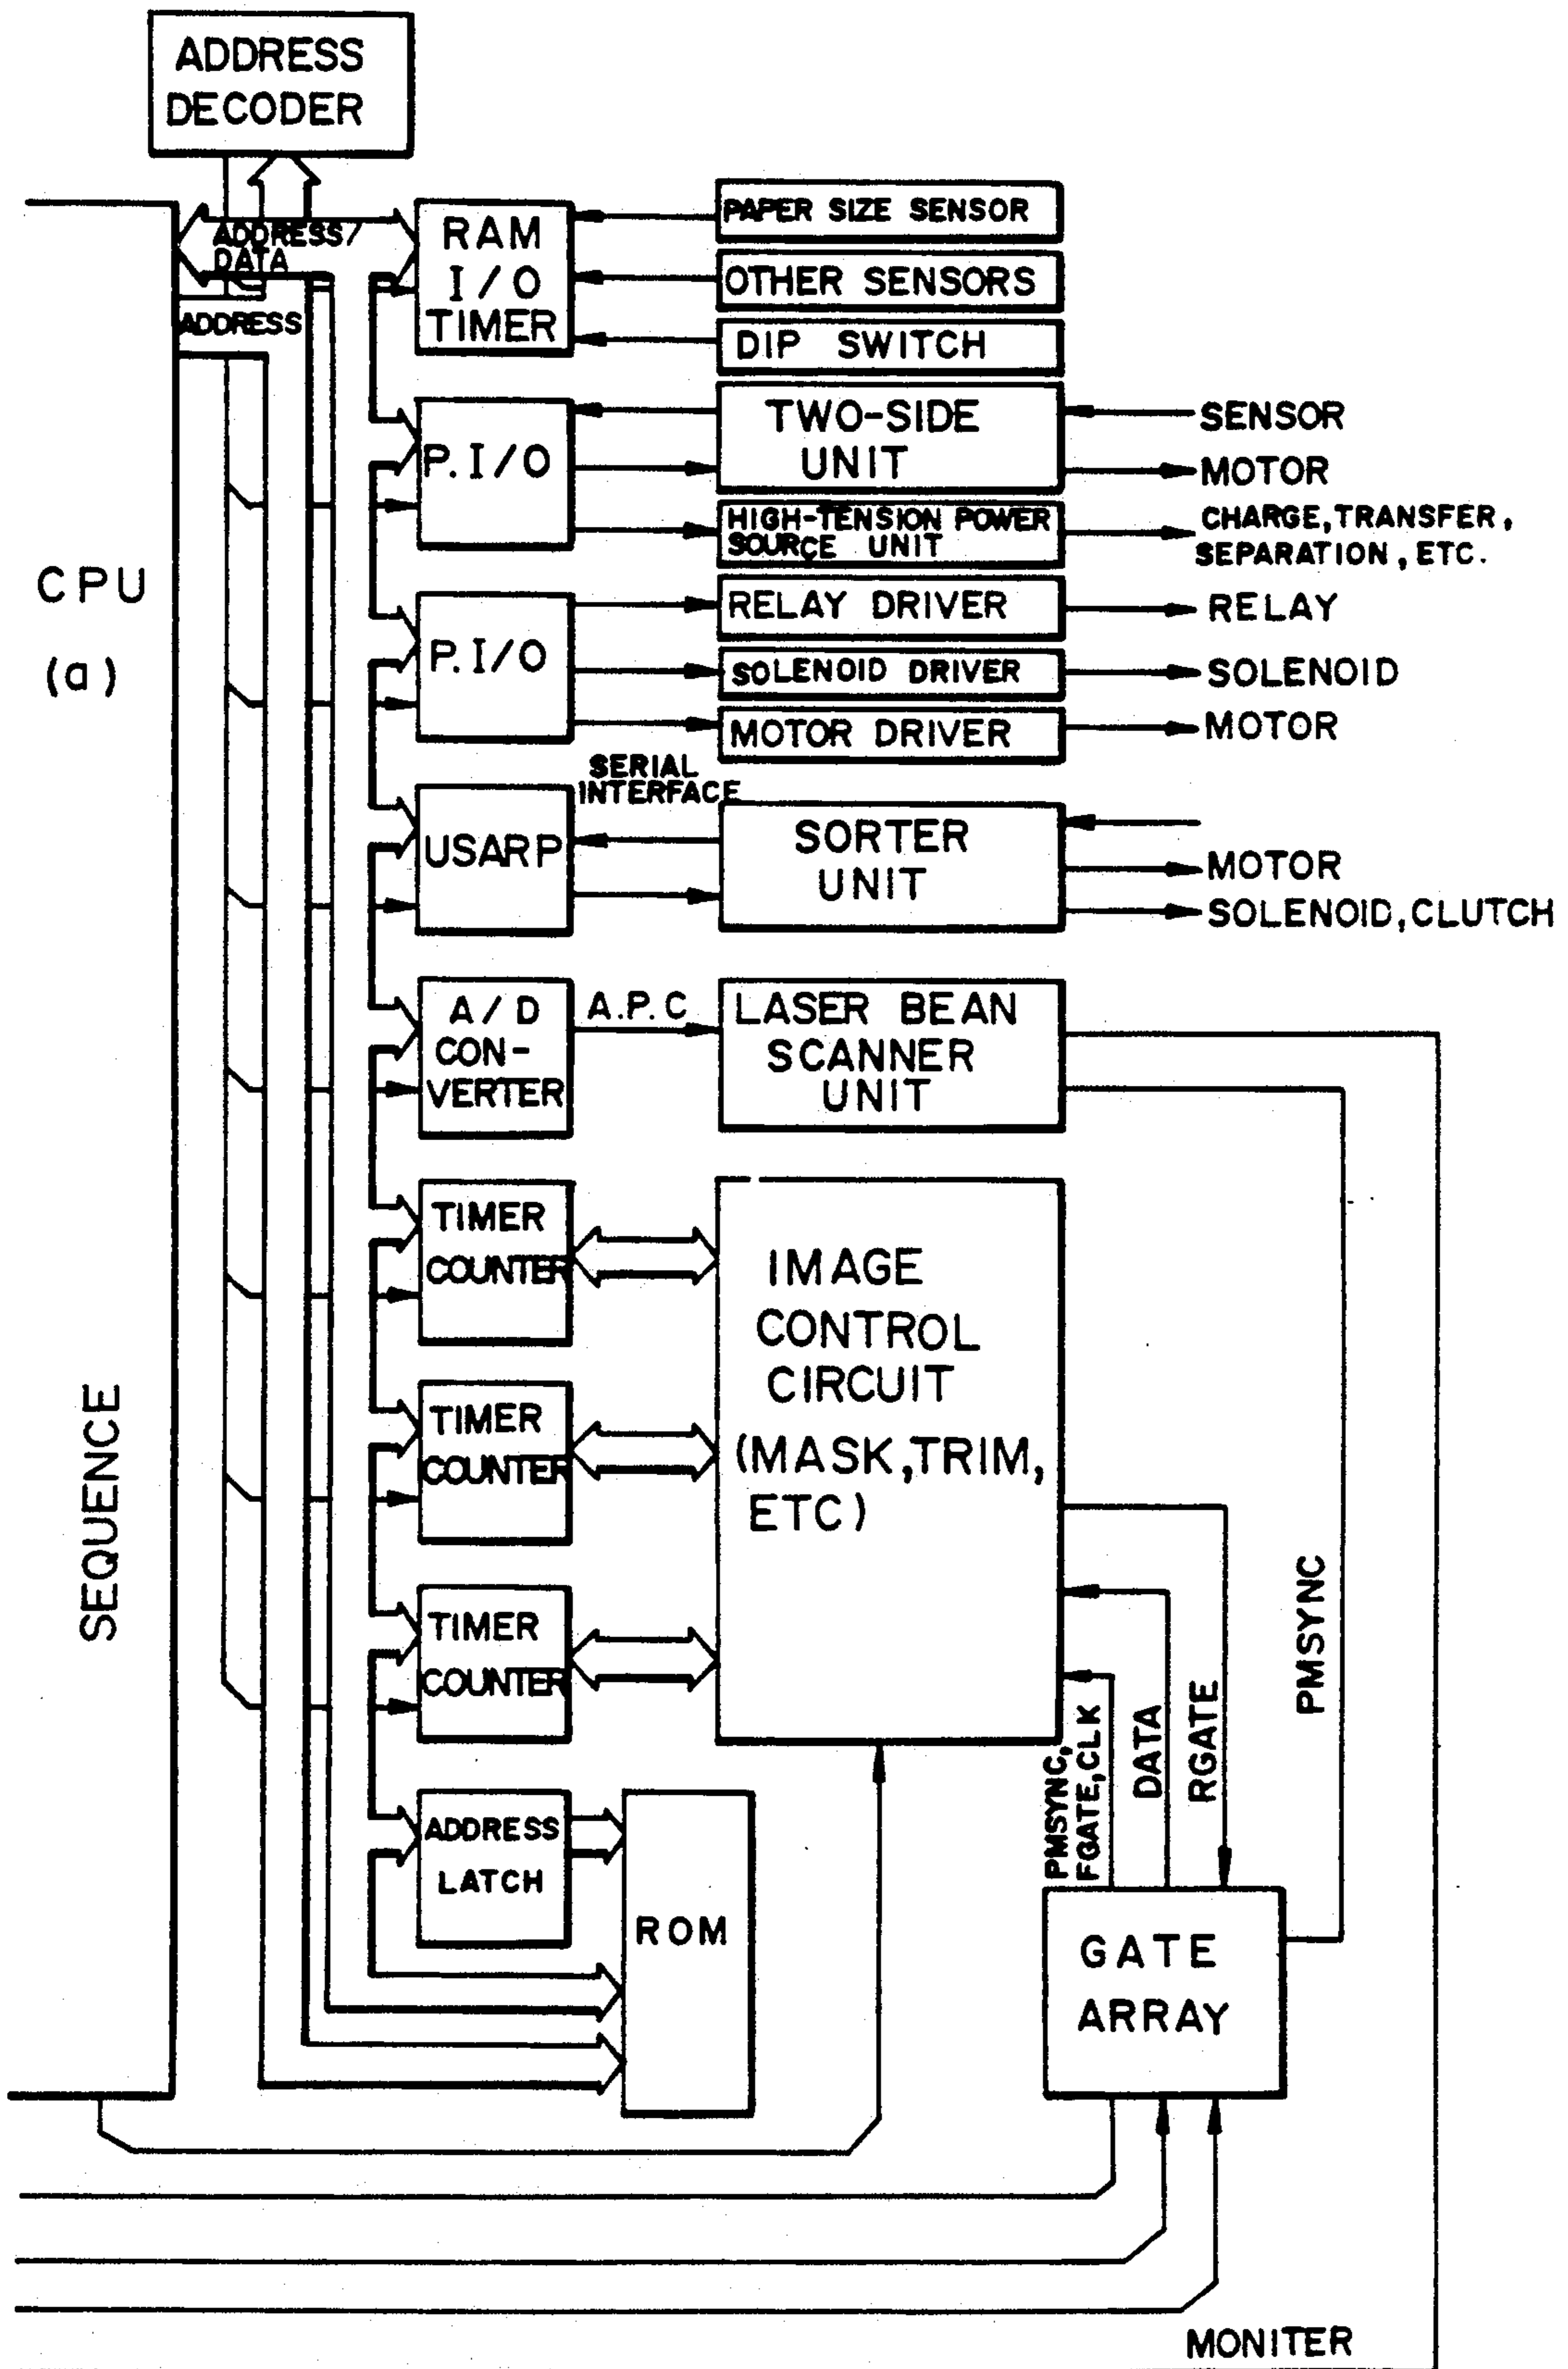 ADDRESS
DECODER
ADDRESS/
DATA
ADDRESS
CPU
(a)
SEQUENCE
RAM
I/O
TIMER
PAPER SIZE SENSOR
OTHER SENSORS
DIP SWITCH
P.I/O
TWO-SIDE
UNIT
SENSOR
MOTOR
HIGH-TENSION POWER
SOURCE UNIT
CHARGE, TRANSFER,
SEPARATION, ETC.
P.I/O
RELAY DRIVER
RELAY
SOLENOID DRIVER
SOLENOID
MOTOR DRIVER
MOTOR
SERIAL
INTERFACE
USARP
SORTER
UNIT
MOTOR
SOLENOID, CLUTCH
A/D
CON-
VERTER
A.P.C
LASER BEAN
SCANNER
UNIT
TIMER
COUNTER
TIMER
COUNTER
TIMER
COUNTER
IMAGE
CONTROL
CIRCUIT
(MASK, TRIM,
ETC)
PMSYNC,
FGATE, CLK
DATA
RGATE
PMSYNC
ADDRESS
LATCH
ROM
GATE
ARRAY
MONITER